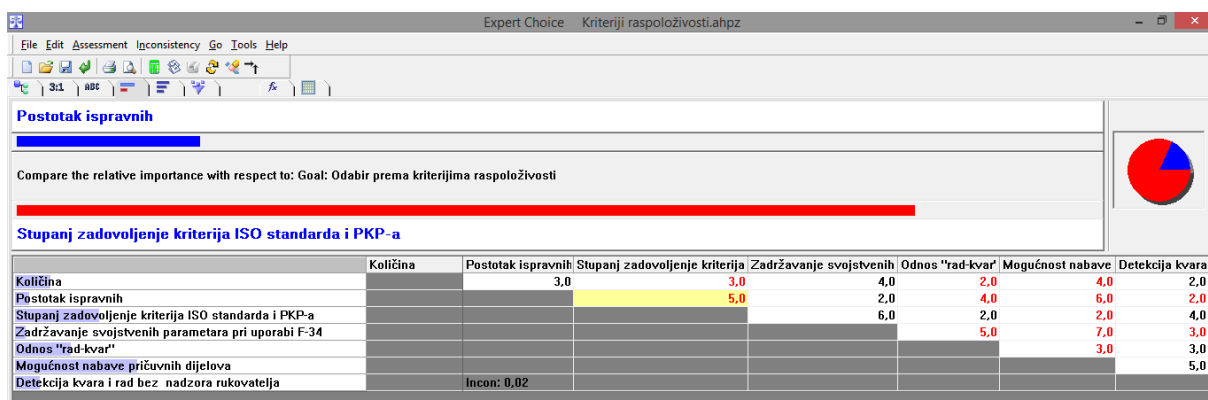 Expert Choice Kriteriji raspoloživosti.ahpz
File Edit Assessment Inconsistency Go Tools Help
3:1 ABC fx
Postotak ispravnih
Compare the relative importance with respect to: Goal: Odabir prema kriterijima raspoloživosti
Stupanj zadovoljenje kriterija ISO standarda i PKP-a
Količina Postotak ispravnih Stupanj zadovoljenje kriterija Zadržavanje svojstvenih Odnos "rad-kvar' Mogućnost nabave Detekcija kvara
Količina 3,0 3,0 4,0 2,0 4,0 2,0
Postotak ispravnih 5,0 2,0 4,0 6,0 2,0
Stupanj zadovoljenje kriterija ISO standarda i PKP-a 6,0 2,0 2,0 4,0
Zadržavanje svojstvenih parametara pri uporabi F-34 5,0 7,0 3,0
Odnos "rad-kvar" 3,0 3,0
Mogućnost nabave pričuvnih dijelova 5,0
Detekcija kvara i rad bez nadzora rukovatelja Incon: 0,02